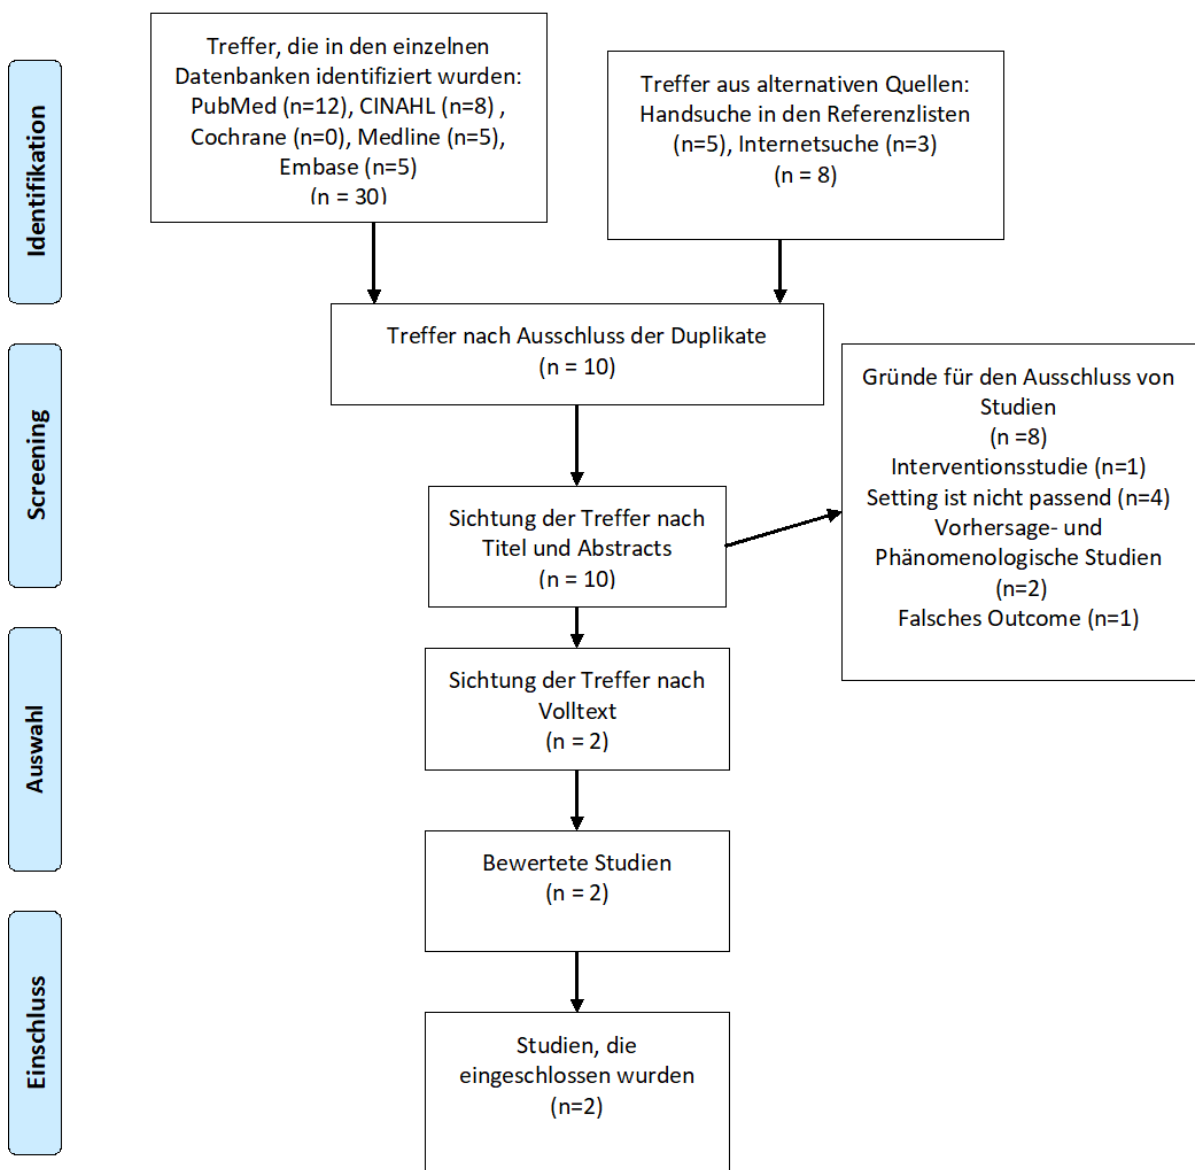 Identifikation
Treffer, die in den einzelnen
Datenbanken identifiziert wurden:
PubMed (n=12), CINAHL (n=8) ,
Cochrane (n=0), Medline (n=5),
Embase (n=5)
(n = 30)
Treffer aus alternativen Quellen:
Handsuche in den Referenzlisten
(n=5), Internetsuche (n=3)
(n = 8)
Treffer nach Ausschluss der Duplikate
(n = 10)
Screening
Sichtung der Treffer nach
Titel und Abstracts
(n = 10)
Gründe für den Ausschluss von
Studien
(n =8)
Interventionsstudie (n=1)
Setting ist nicht passend (n=4)
Vorhersage- und
Phänomenologische Studien
(n=2)
Falsches Outcome (n=1)
Auswahl
Sichtung der Treffer nach
Volltext
(n = 2)
Bewertete Studien
(n = 2)
Einschluss
Studien, die
eingeschlossen wurden
(n=2)